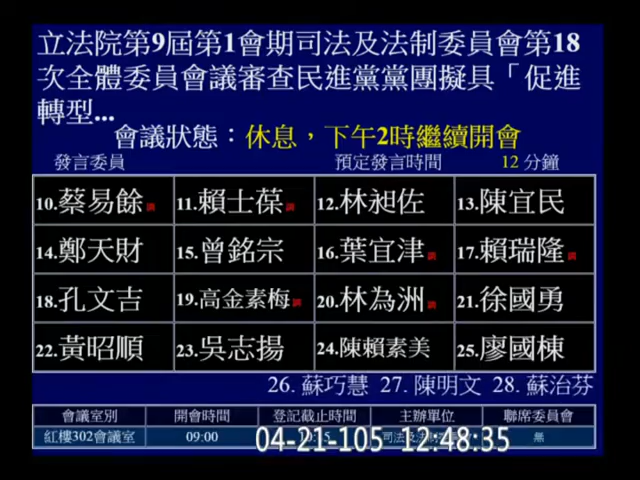 立法院第9屆第1會期司法及法制委員會第18
次全體委員會議審查民進黨黨團擬具「促進
轉型...
會議狀態：休息，下午2時繼續開會
發言委員 預定發言時間 12 分鐘
10.蔡易餘 11.賴士葆 12.林昶佐 13.陳宜民
14.鄭天財 15.曾銘宗 16.葉宜津 17.賴瑞隆
18.孔文吉 19.高金素梅 20.林為洲 21.徐國勇
22.黃昭順 23.吳志揚 24.陳賴素美 25.廖國棟
26. 蘇巧慧 27. 陳明文 28. 蘇治芬
會議室別 開會時間 登記截止時間 主辦單位 聯席委員會
紅樓302會議室 09:00 無
04-21-105 12:48:35